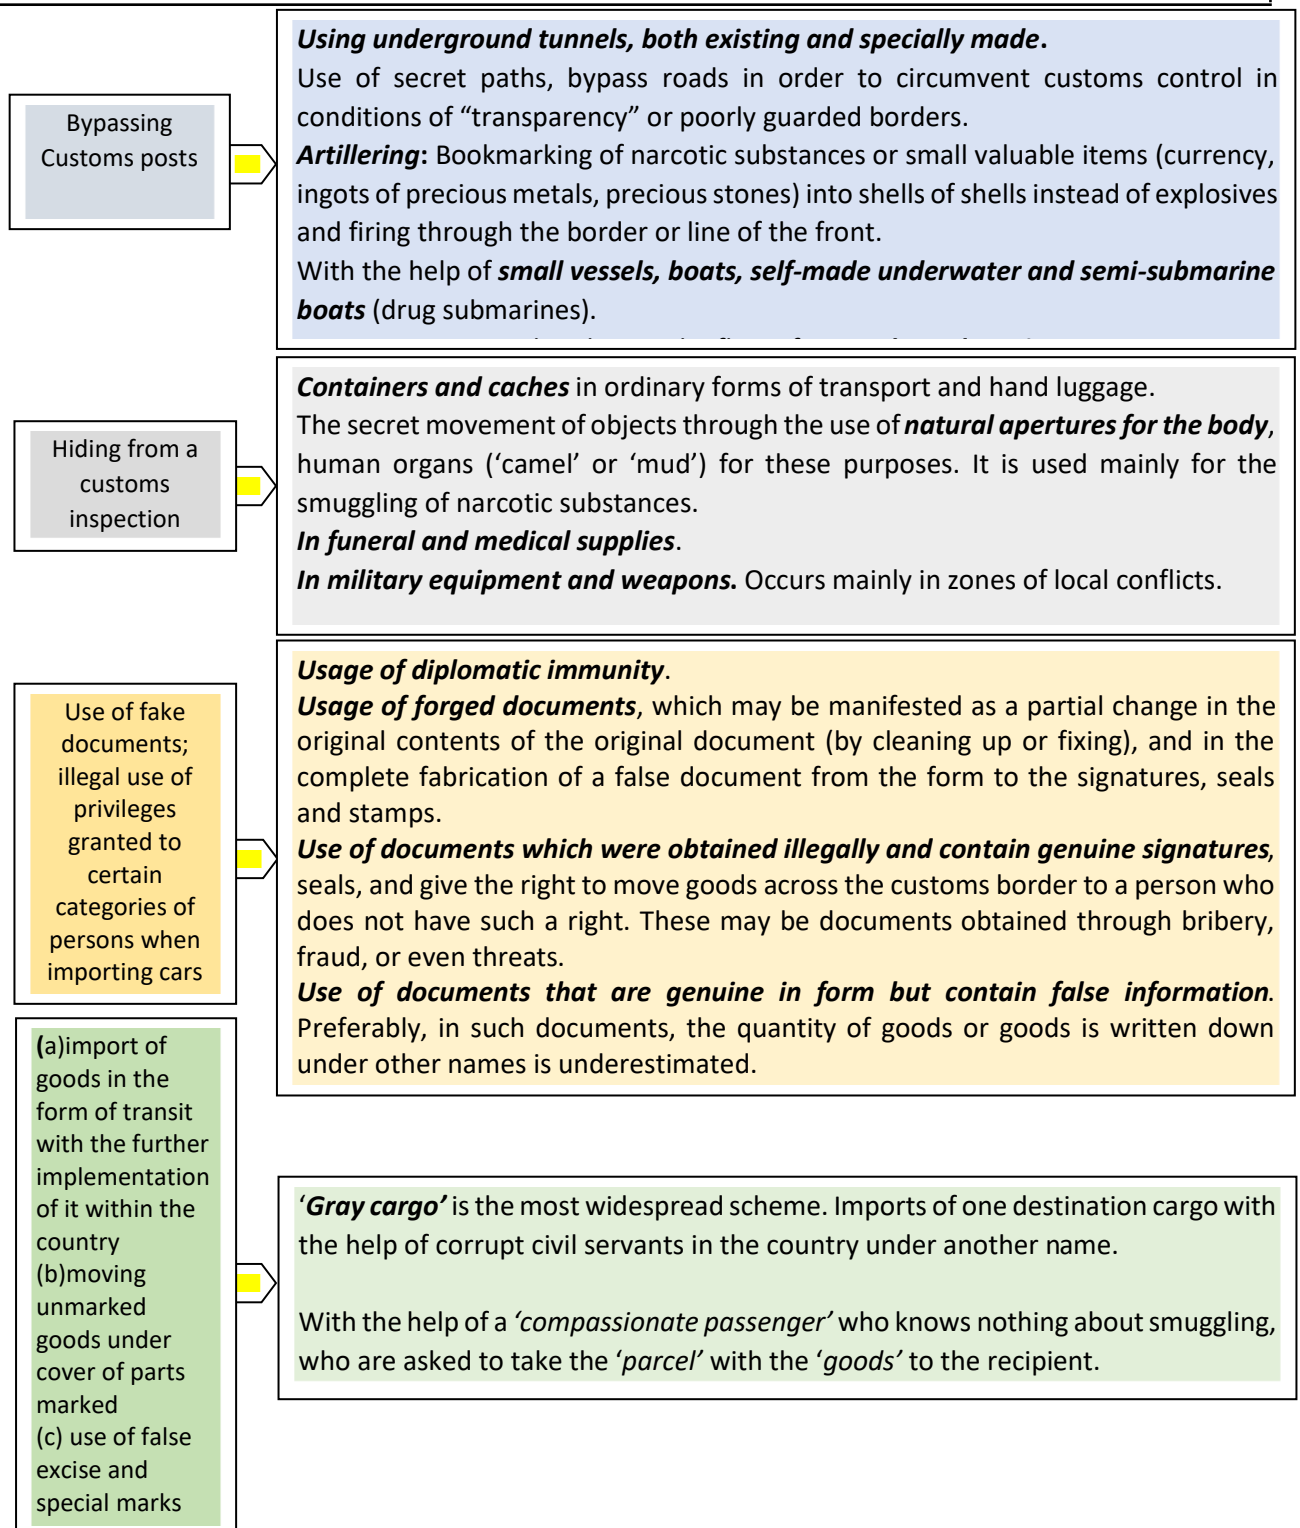 Bypassing
Customs posts
Using underground tunnels, both existing and specially made.
Use of secret paths, bypass roads in order to circumvent customs control in
conditions of “transparency” or poorly guarded borders.
Artillering: Bookmarking of narcotic substances or small valuable items (currency,
ingots of precious metals, precious stones) into shells of shells instead of explosives
and firing through the border or line of the front.
With the help of small vessels, boats, self-made underwater and semi-submarine
boats (drug submarines).
Hiding from a
customs
inspection
Containers and caches in ordinary forms of transport and hand luggage.
The secret movement of objects through the use of natural apertures for the body,
human organs (‘camel’ or ‘mud’) for these purposes. It is used mainly for the
smuggling of narcotic substances.
In funeral and medical supplies.
In military equipment and weapons. Occurs mainly in zones of local conflicts.
Use of fake
documents;
illegal use of
privileges
granted to
certain
categories of
persons when
importing cars
Usage of diplomatic immunity.
Usage of forged documents, which may be manifested as a partial change in the
original contents of the original document (by cleaning up or fixing), and in the
complete fabrication of a false document from the form to the signatures, seals
and stamps.
Use of documents which were obtained illegally and contain genuine signatures,
seals, and give the right to move goods across the customs border to a person who
does not have such a right. These may be documents obtained through bribery,
fraud, or even threats.
Use of documents that are genuine in form but contain false information.
Preferably, in such documents, the quantity of goods or goods is written down
under other names is underestimated.
(a)import of
goods in the
form of transit
with the further
implementation
of it within the
country
(b)moving
unmarked
goods under
cover of parts
marked
(c) use of false
excise and
special marks
‘Gray cargo’ is the most widespread scheme. Imports of one destination cargo with
the help of corrupt civil servants in the country under another name.
With the help of a ‘compassionate passenger’ who knows nothing about smuggling,
who are asked to take the ‘parcel’ with the ‘goods’ to the recipient.